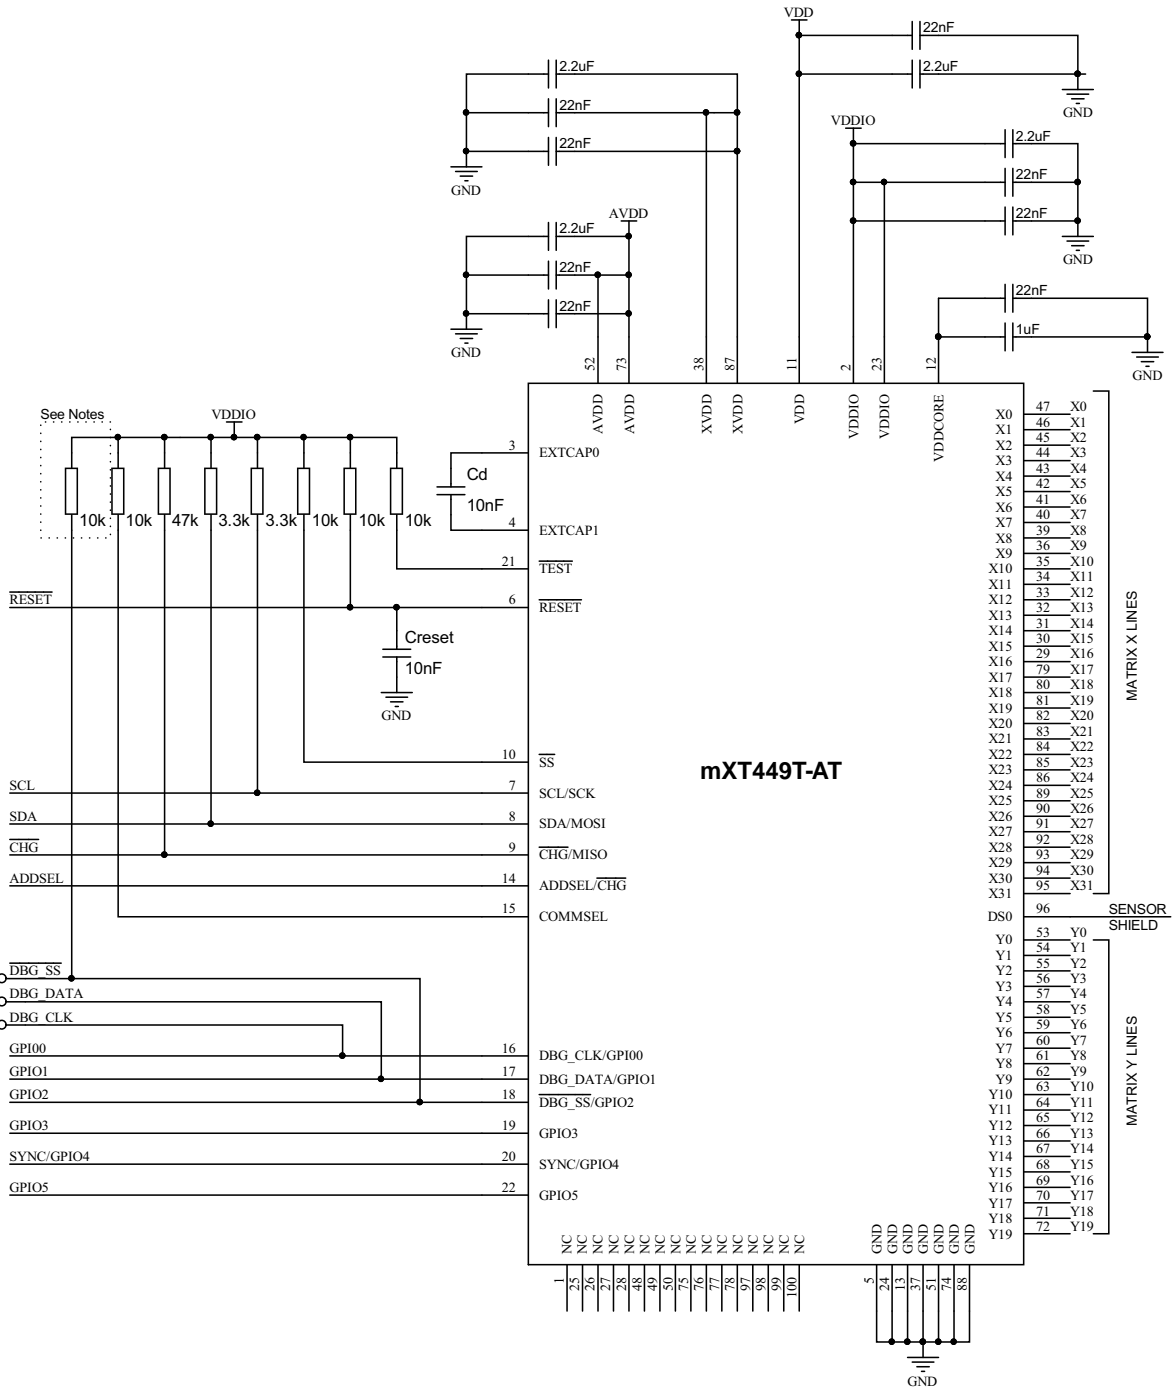 VDD
22nF
2.2uF
GND
2.2uF
22nF
22nF
GND
VDDIO
2.2uF
22nF
22nF
GND
AVDD
2.2uF
22nF
22nF
GND
22nF
1uF
GND
52
73
38
87
11
2
23
12
AVDD
AVDD
XVDD
XVDD
VDD
VDDIO
VDDIO
VDDCORE
See Notes
VDDIO
10k
10k
47k
3.3k
3.3k
10k
10k
10k
Cd
10nF
3 EXTCAP0
4 EXTCAP1
21 TEST
RESET 6 RESET
Creset
10nF
GND
mXT449T-AT
10 SS
SCL 7 SCL/SCK
SDA 8 SDA/MOSI
CHG 9 CHG/MISO
ADDSEL 14 ADDSEL/CHG
15 COMMSEL
DBG_SS
DBG_DATA
DBG_CLK
GPI00 16 DBG_CLK/GPI00
GPIO1 17 DBG_DATA/GPIO1
GPIO2 18 DBG_SS/GPIO2
GPIO3 19 GPIO3
SYNC/GPIO4 20 SYNC/GPIO4
GPIO5 22 GPIO5
X0 47 X0
X1 46 X1
X2 45 X2
X3 44 X3
X4 43 X4
X5 42 X5
X6 41 X6
X7 40 X7
X8 39 X8
X9 36 X9
X10 35 X10
X11 34 X11
X12 33 X12
X13 32 X13
X14 31 X14
X15 30 X15
X16 29 X16
X17 79 X17
X18 80 X18
X19 81 X19
X20 82 X20
X21 83 X21
X22 84 X22
X23 85 X23
X24 86 X24
X25 89 X25
X26 90 X26
X27 91 X27
X28 92 X28
X29 93 X29
X30 94 X30
X31 95 X31
MATRIX X LINES
DS0 96 SENSOR
SHIELD
Y0 53 Y0
Y1 54 Y1
Y2 55 Y2
Y3 56 Y3
Y4 57 Y4
Y5 58 Y5
Y6 59 Y6
Y7 60 Y7
Y8 61 Y8
Y9 62 Y9
Y10 63 Y10
Y11 64 Y11
Y12 65 Y12
Y13 66 Y13
Y14 67 Y14
Y15 68 Y15
Y16 69 Y16
Y17 70 Y17
Y18 71 Y18
Y19 72 Y19
MATRIX Y LINES
NC NC NC NC NC NC NC NC NC NC NC NC NC NC NC NC
1 25 26 27 28 48 49 50 75 76 77 78 97 98 99 100
GND GND GND GND GND GND GND
5 24 13 37 51 74 88
GND